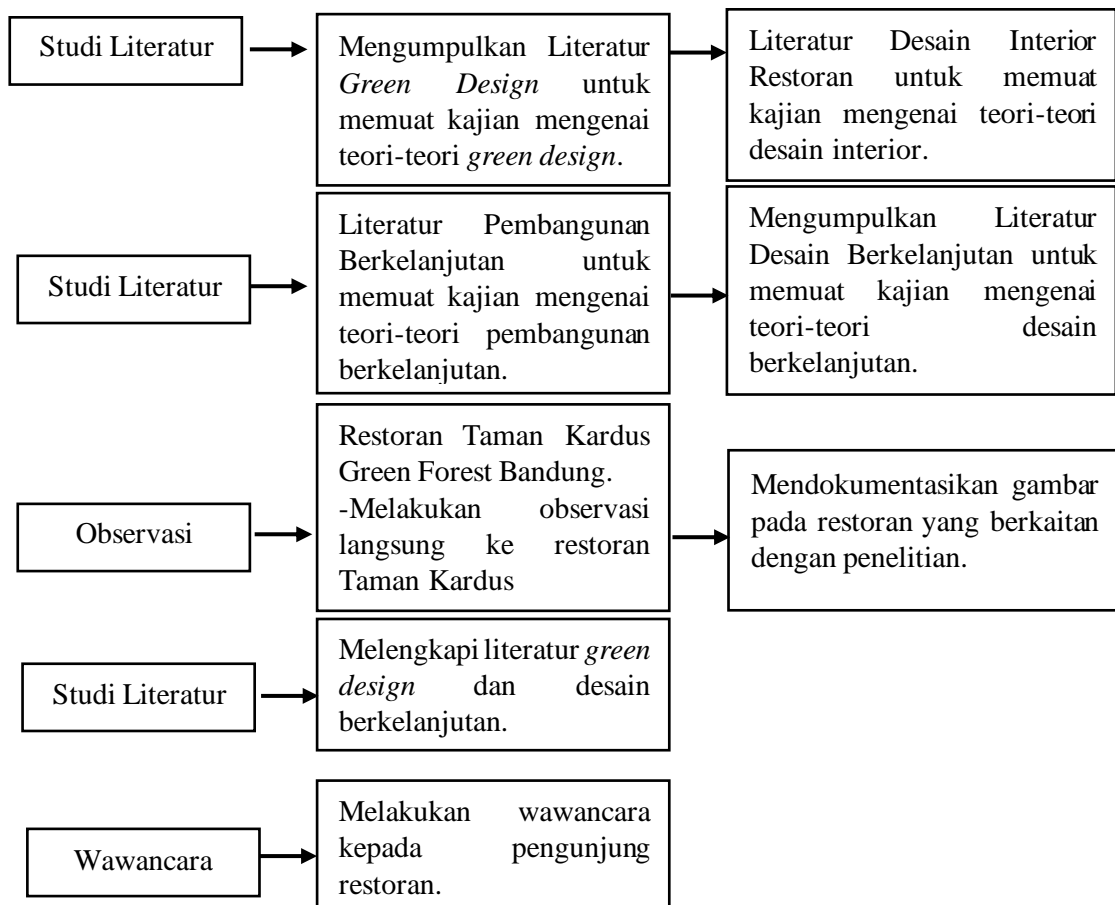 Studi Literatur
Mengumpulkan Literatur
Green Design untuk
memuat kajian mengenai
teori-teori green design.
Literatur Desain Interior
Restoran untuk memuat
kajian mengenai teori-teori
desain interior.
Studi Literatur
Literatur Pembangunan
Berkelanjutan untuk
memuat kajian mengenai
teori-teori pembangunan
berkelanjutan.
Mengumpulkan Literatur
Desain Berkelanjutan untuk
memuat kajian mengenai
teori-teori desain
berkelanjutan.
Observasi
Restoran Taman Kardus
Green Forest Bandung.
-Melakukan observasi
langsung ke restoran
Taman Kardus
Mendokumentasikan gambar
pada restoran yang berkaitan
dengan penelitian.
Studi Literatur
Melengkapi literatur green
design dan desain
berkelanjutan.
Wawancara
Melakukan wawancara
kepada pengunjung
restoran.